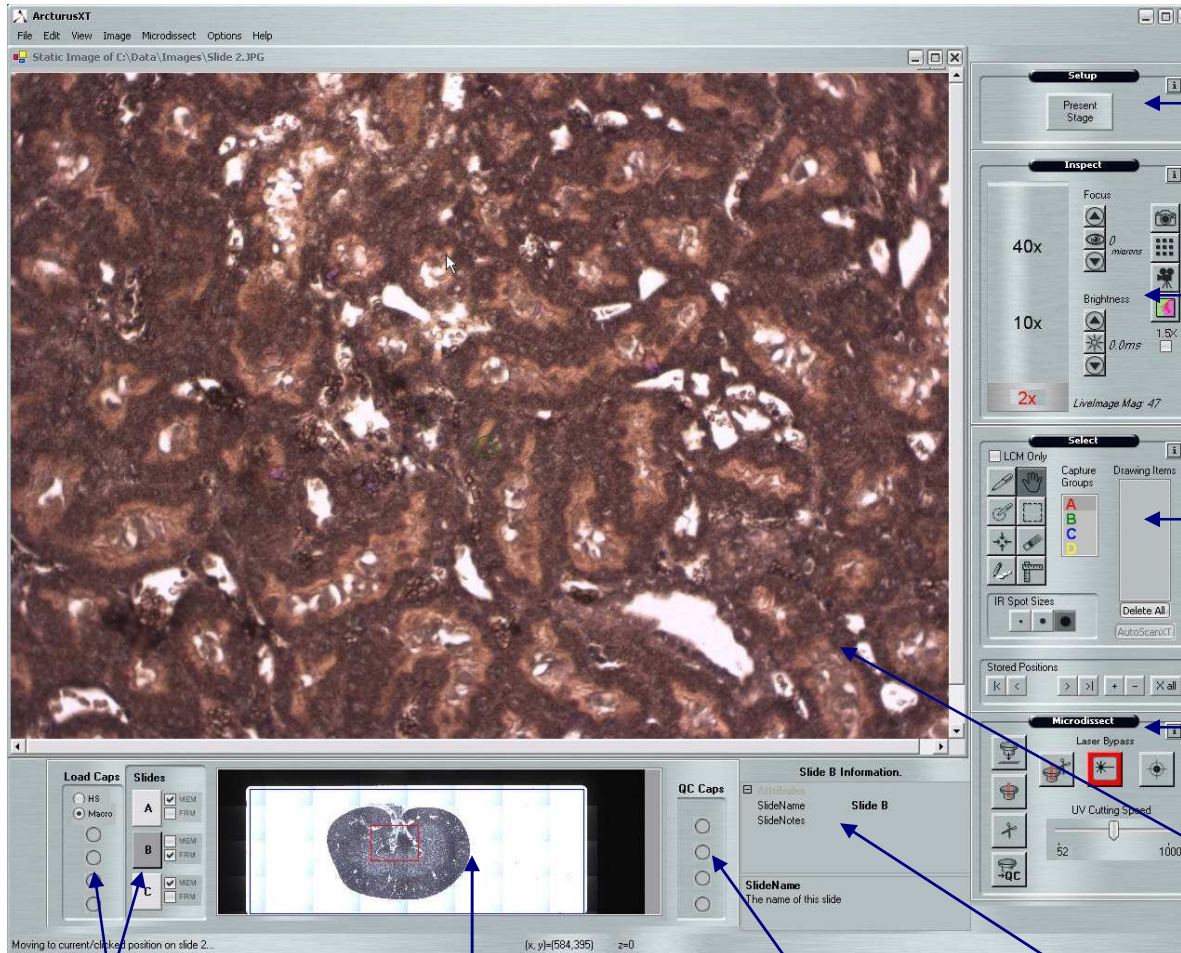 ArcturusXT
File Edit View Image Microdissect Options Help
Static Image of C:\Data\Images\Slide 2.JPG
Setup
Present
Stage
Inspect
Focus
40x
0
microns
Brightness
10x
0.0ms
1.5X
2x
LiveImage Mag: 47
Select
LCM Only
Capture
Groups
Drawing Items
A
B
C
D
IR Spot Sizes
Delete All
AutoScanXT
Stored Positions
|< < > >| + - X all
Microdissect
Laser Bypass
UV Cutting Speed
52 1000
QC
Load Caps
HS
Macro
Slides
A MEM FRM
B MEM FRM
C MEM FRM
QC Caps
Slide B Information.
Attributes
SlideName Slide B
SlideNotes
SlideName
The name of this slide
Moving to current/clicked position on slide 2...
(x, y)=(584,395) z=0